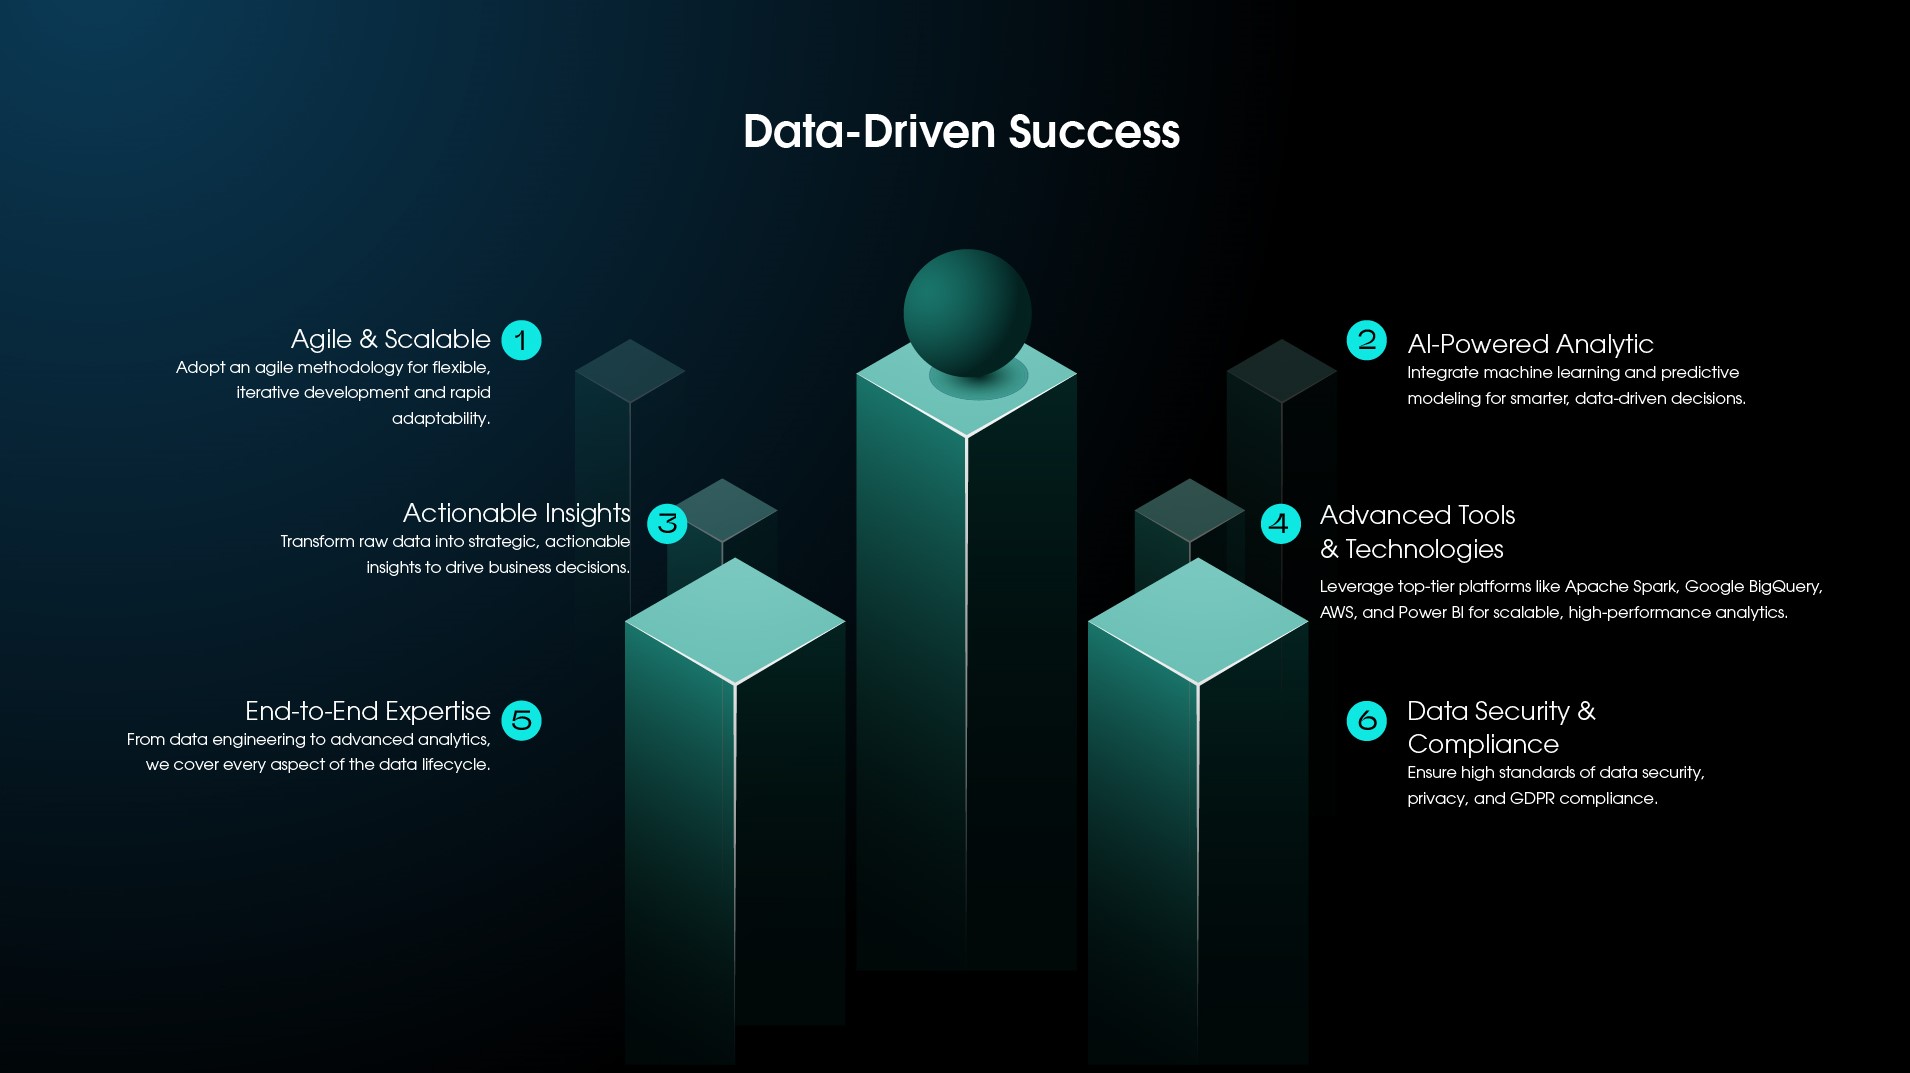 Data-Driven Success
1
Agile & Scalable
Adopt an agile methodology for flexible,
iterative development and rapid
adaptability.
2
AI-Powered Analytic
Integrate machine learning and predictive
modeling for smarter, data-driven decisions.
3
Actionable Insights
Transform raw data into strategic, actionable
insights to drive business decisions.
4
Advanced Tools
& Technologies
Leverage top-tier platforms like Apache Spark, Google BigQuery,
AWS, and Power BI for scalable, high-performance analytics.
5
End-to-End Expertise
From data engineering to advanced analytics,
we cover every aspect of the data lifecycle.
6
Data Security &
Compliance
Ensure high standards of data security,
privacy, and GDPR compliance.